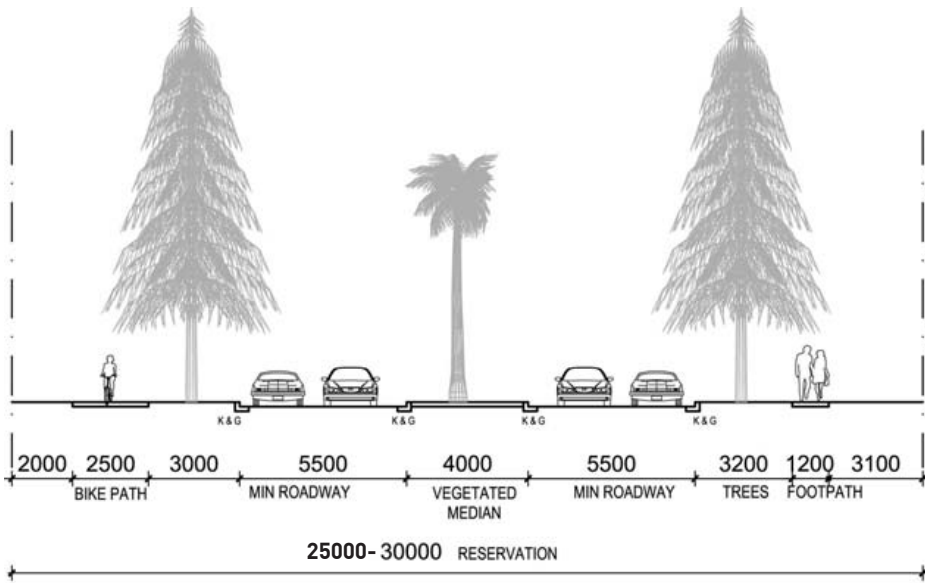 K & G K & G K & G K & G
2000 2500 3000 5500 4000 5500 3200 1200 3100
BIKE PATH MIN ROADWAY VEGETATED MIN ROADWAY TREES FOOTPATH
MEDIAN
25000- 30000 RESERVATION